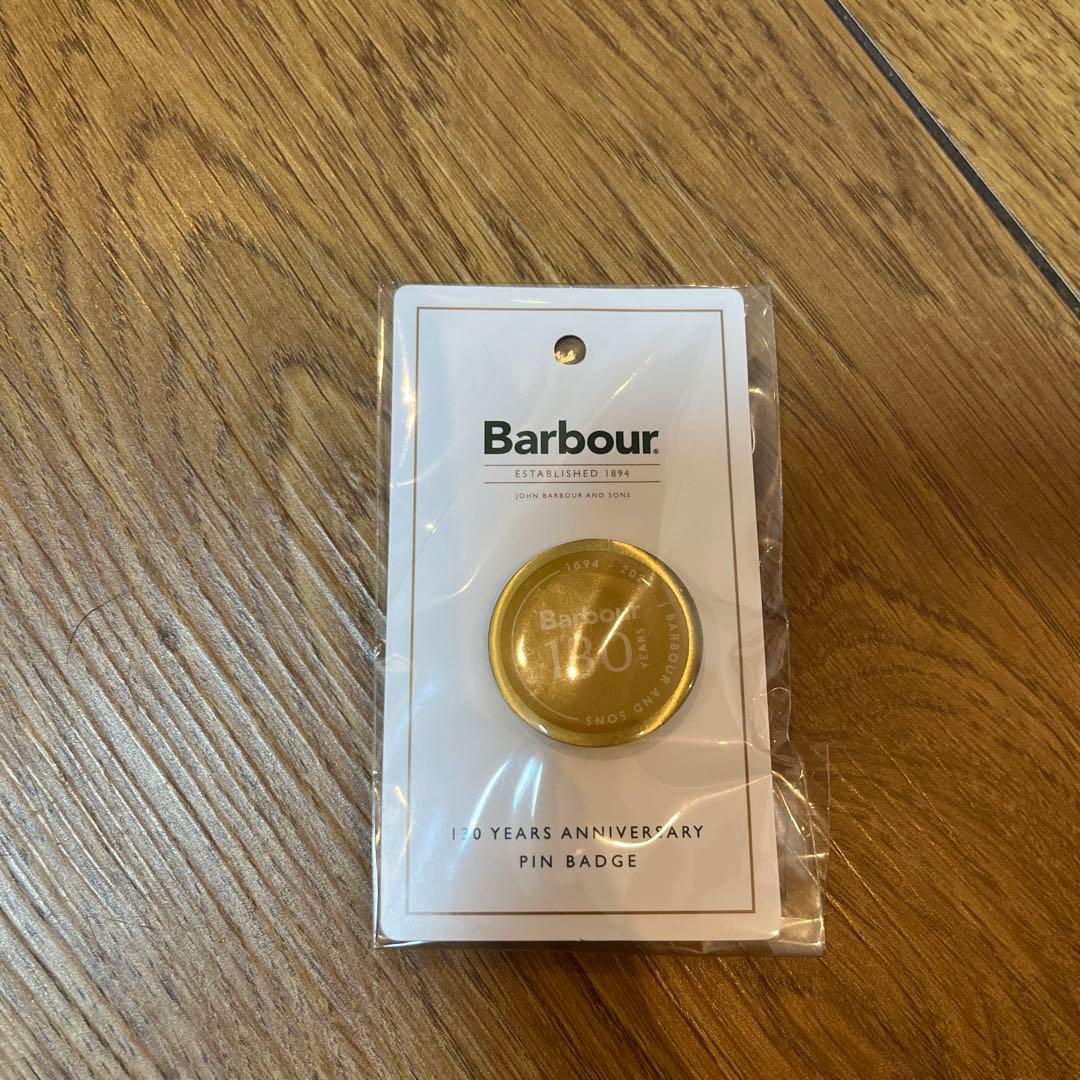 Barbour®
ESTABLISHED 1894
JOHN BARBOUR AND SONS
1894 - 20
Barbour
130
YEARS
J BARBOUR AND SONS
130 YEARS ANNIVERSARY
PIN BADGE